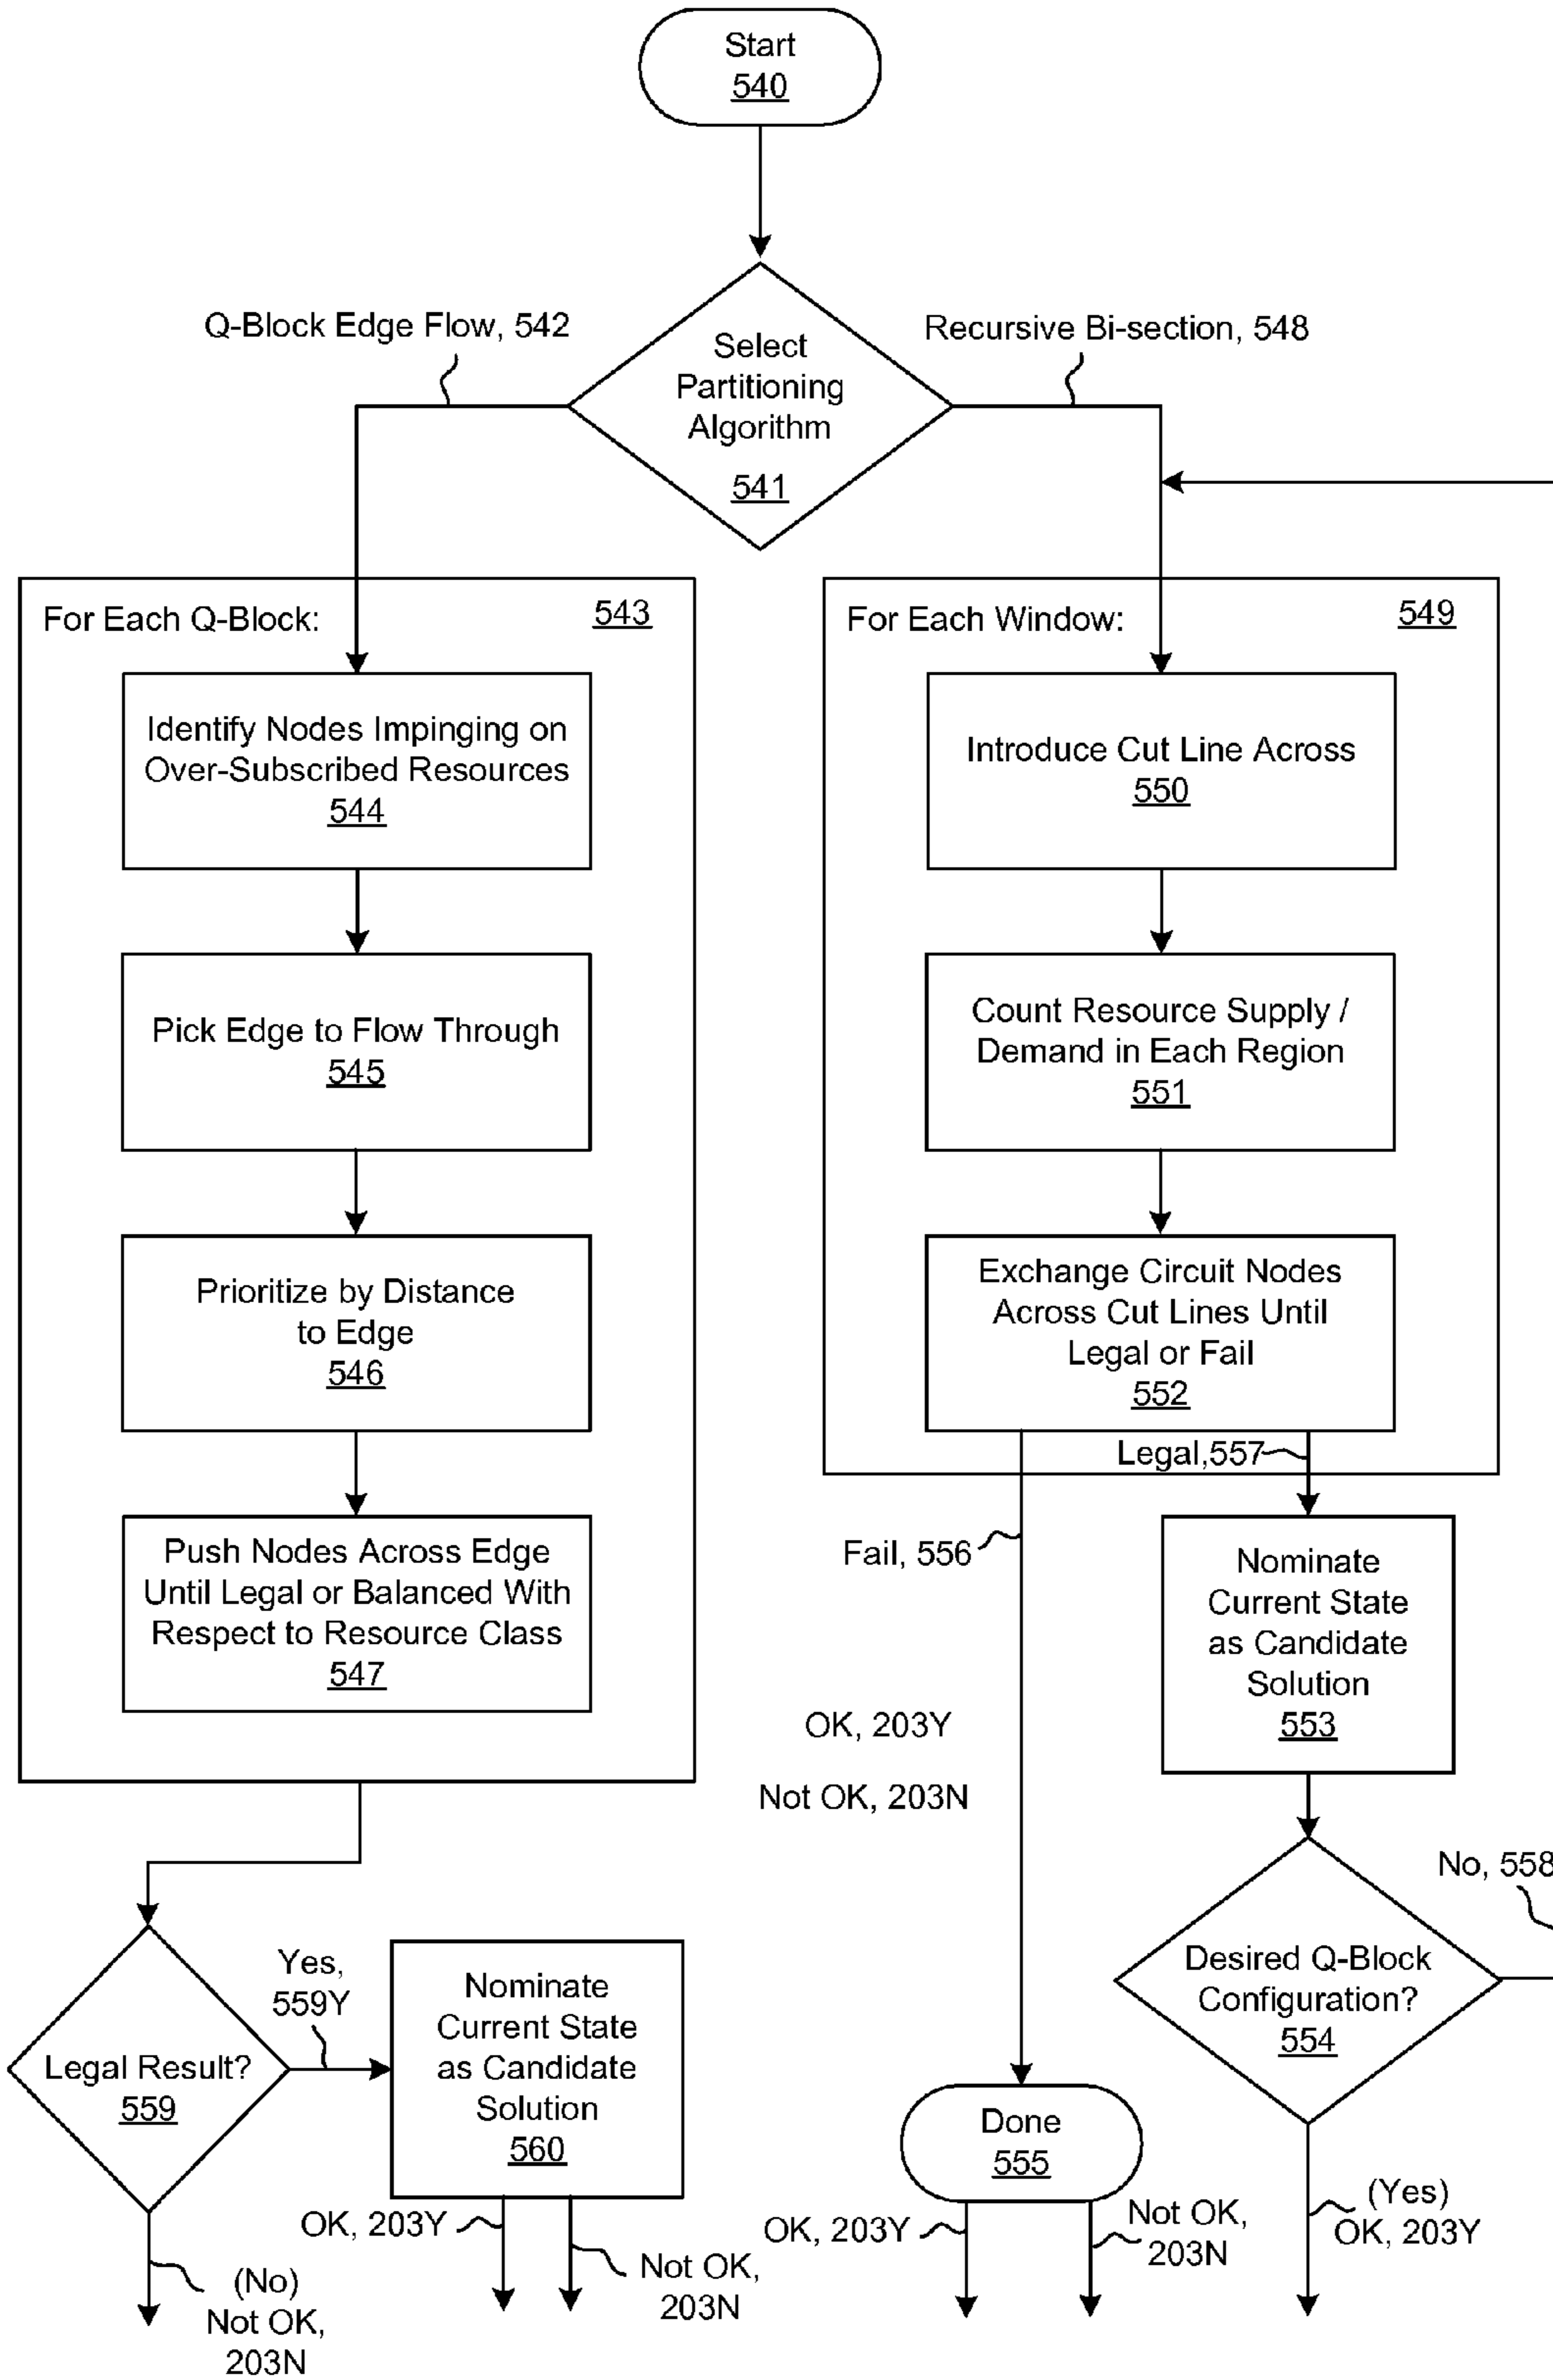 Start
540
Q-Block Edge Flow, 542
Select
Partitioning
Algorithm
541
Recursive Bi-section, 548
For Each Q-Block:
543
Identify Nodes Impinging on
Over-Subscribed Resources
544
Pick Edge to Flow Through
545
Prioritize by Distance
to Edge
546
Push Nodes Across Edge
Until Legal or Balanced With
Respect to Resource Class
547
For Each Window:
549
Introduce Cut Line Across
550
Count Resource Supply /
Demand in Each Region
551
Exchange Circuit Nodes
Across Cut Lines Until
Legal or Fail
552
Legal,557
Fail, 556
Nominate
Current State
as Candidate
Solution
553
OK, 203Y
Not OK, 203N
No, 558
Desired Q-Block
Configuration?
554
Legal Result?
559
Yes,
559Y
Nominate
Current State
as Candidate
Solution
560
Done
555
OK, 203Y
Not OK,
203N
(No)
Not OK,
203N
OK, 203Y
Not OK,
203N
(Yes)
OK, 203Y